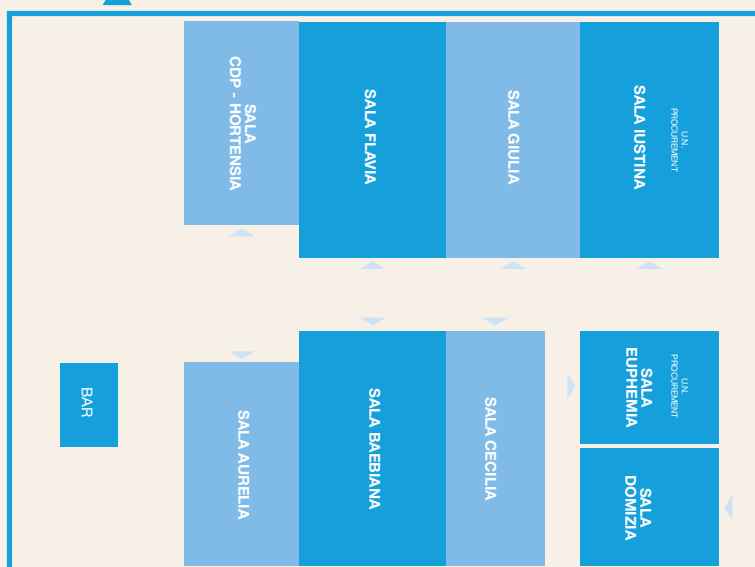 SALA
CDP - HORTENSIA
SALA FLAVIA
SALA GIULIA
SALA IUSTINA
U.N.
PROCUREMENT
BAR
SALA AURELIA
SALA BAEBIANA
SALA CECILIA
SALA
EUPHEMIA
U.N.
PROCUREMENT
SALA
DOMIZIA